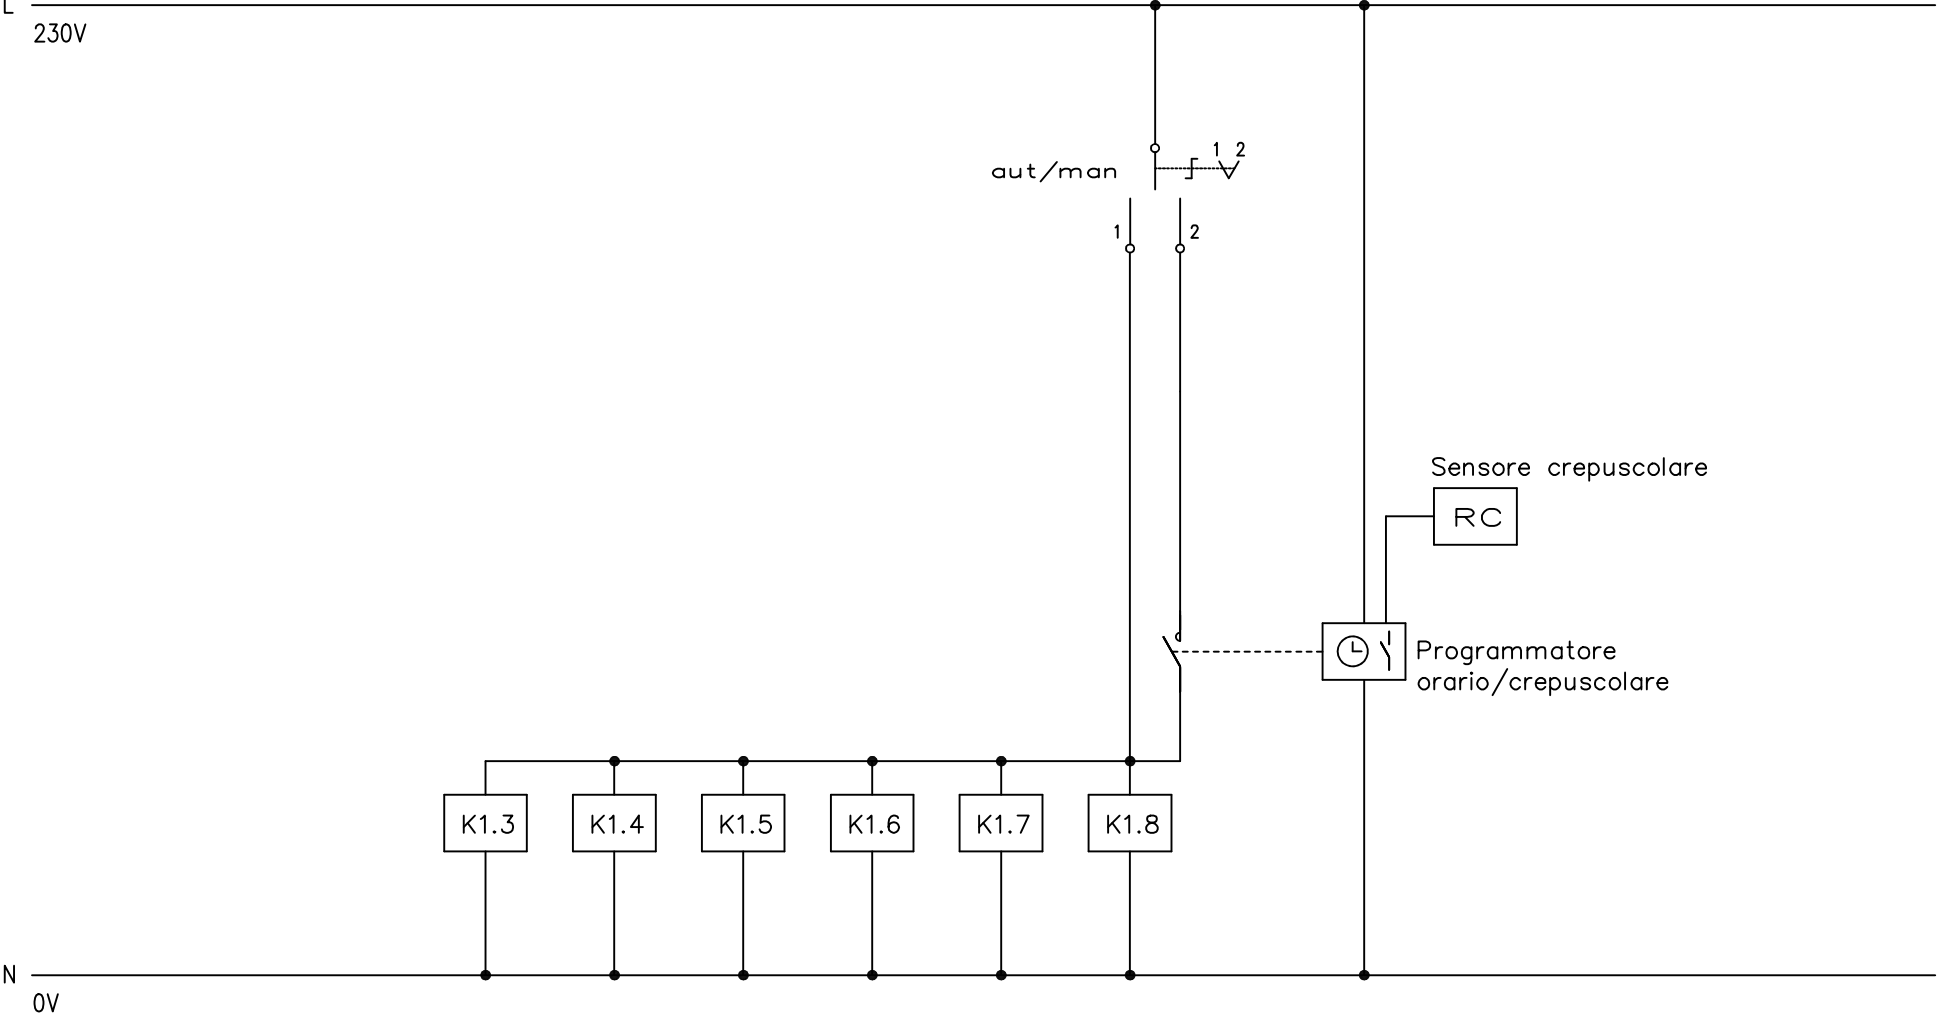 L
230V
1 2
aut/man
1
2
Sensore crepuscolare
RC
Programmatore
orario/crepuscolare
K1.3
K1.4
K1.5
K1.6
K1.7
K1.8
N
0V